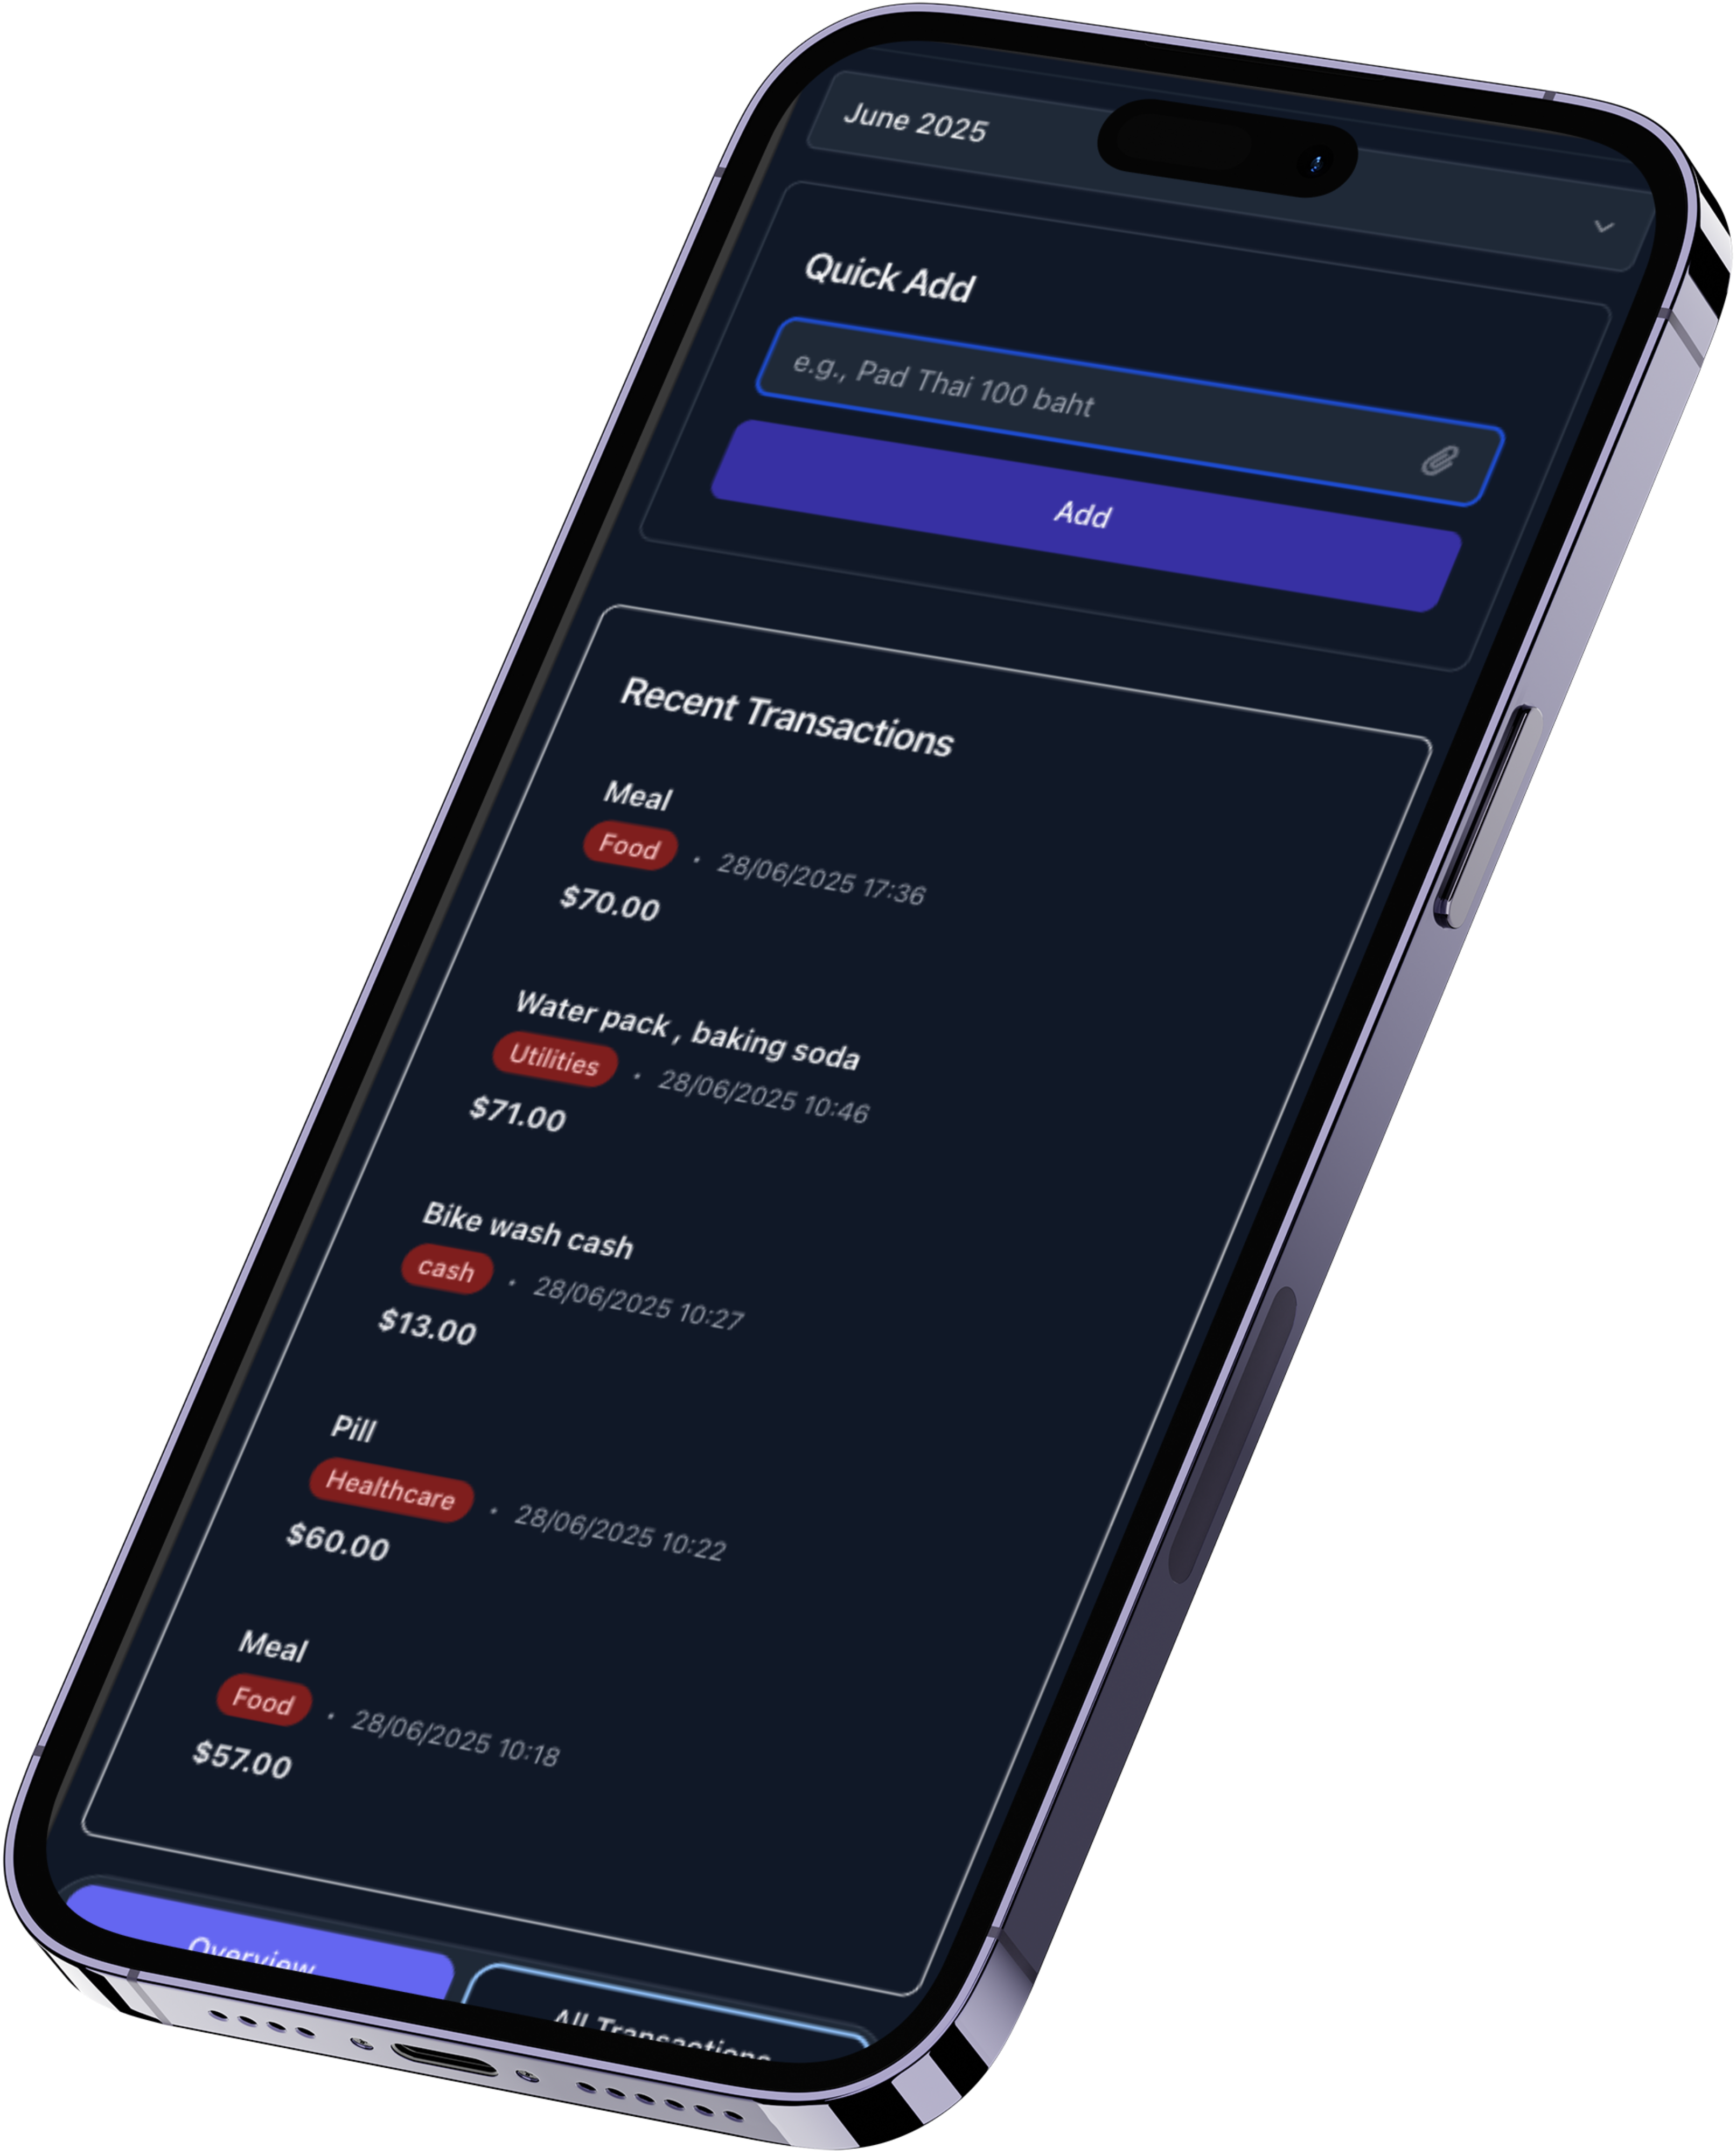 June 2025
Quick Add
e.g., Pad Thai 100 baht
Add
Recent Transactions
Meal
Food • 28/06/2025 17:36
$70.00
Water pack , baking soda
Utilities • 28/06/2025 10:46
$71.00
Bike wash cash
cash • 28/06/2025 10:27
$13.00
Pill
Healthcare • 28/06/2025 10:22
$60.00
Meal
Food • 28/06/2025 10:18
$57.00
Overview
All Transactions